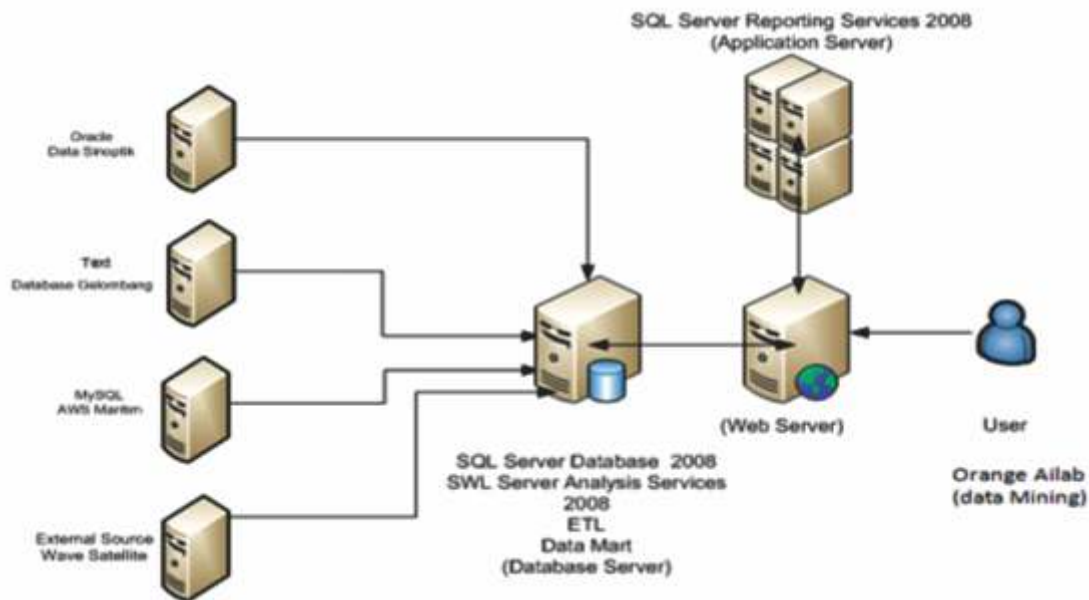 SQL Server Reporting Services 2008
(Application Server)
Oracle
Data Sinoptik
Text
Database Gelombang
MySQL
AWS Maritim
External Source
Wave Satellite
SQL Server Database 2008
SWL Server Analysis Services
2008
ETL
Data Mart
(Database Server)
(Web Server)
User
Orange Ailab
(data Mining)